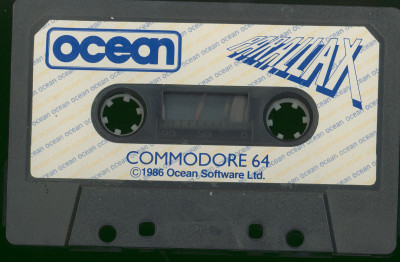 ocean
PARALLAX
COMMODORE 64
©1986 Ocean Software Ltd.